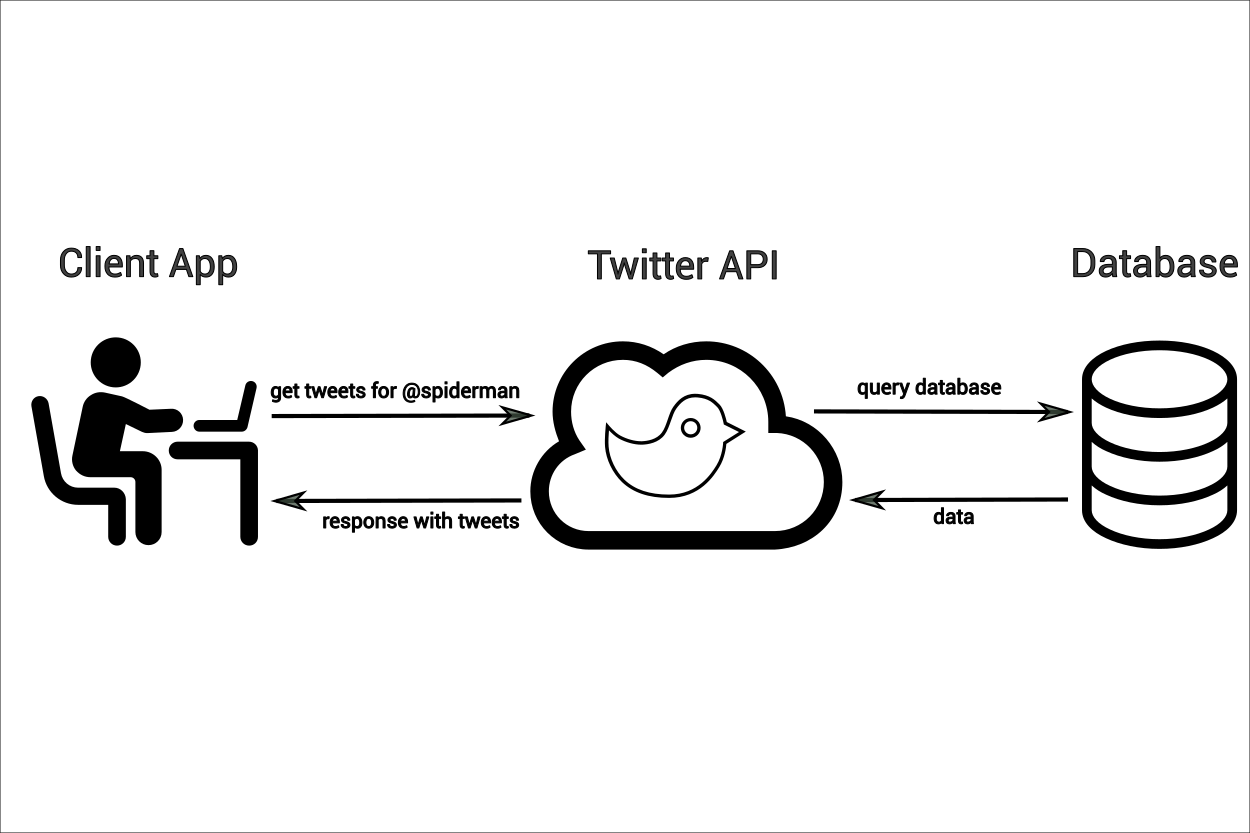 Client App
Twitter API
Database
get tweets for @spiderman
query database
response with tweets
data